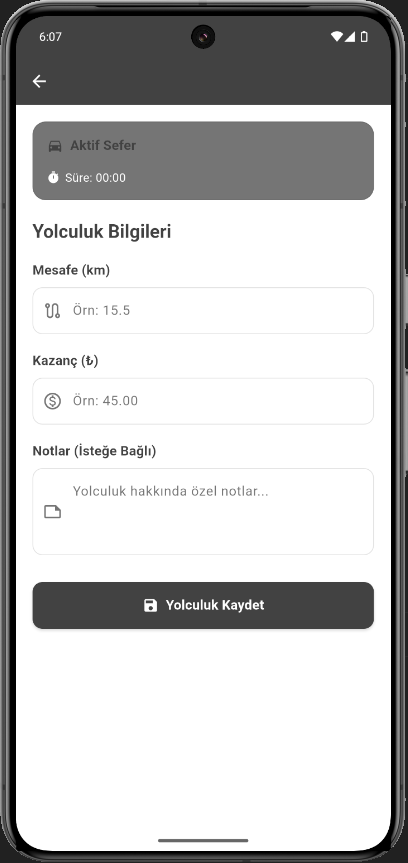 6:07
Aktif Sefer
Süre: 00:00
Yolculuk Bilgileri
Mesafe (km)
Örn: 15.5
Kazanç (₺)
Örn: 45.00
Notlar (İsteğe Bağlı)
Yolculuk hakkında özel notlar...
Yolculuk Kaydet